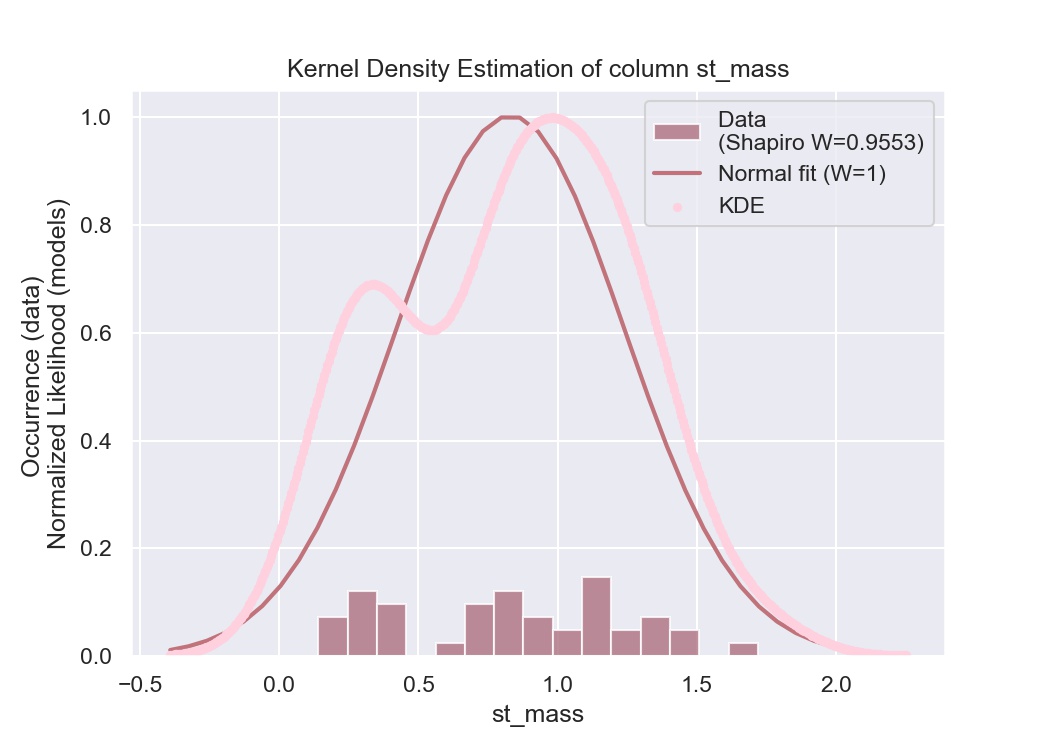 Kernel Density Estimation of column st_mass
Data
(Shapiro W=0.9553)
Normal fit (W=1)
KDE
Occurrence (data)
Normalized Likelihood (models)
1.0
0.8
0.6
0.4
0.2
0.0
−0.5
0.0
0.5
1.0
1.5
2.0
st_mass